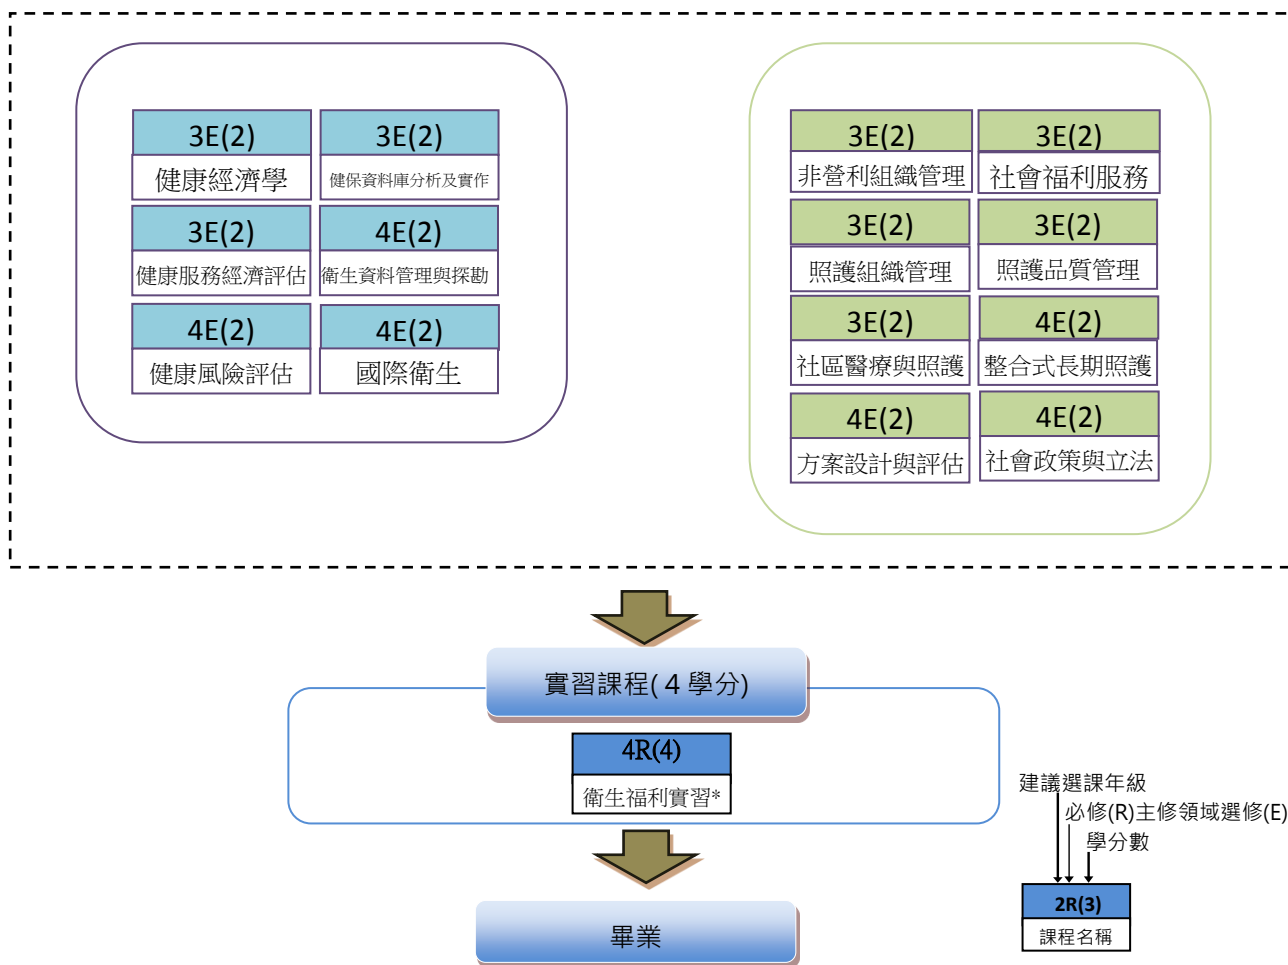 3E(2)
3E(2)
健康經濟學
健保資料庫分析及實作
3E(2)
4E(2)
健康服務經濟評估
衛生資料管理與探勘
4E(2)
4E(2)
健康風險評估
國際衛生
3E(2)
3E(2)
非營利組織管理
社會福利服務
3E(2)
3E(2)
照護組織管理
照護品質管理
3E(2)
4E(2)
社區醫療與照護
整合式長期照護
4E(2)
4E(2)
方案設計與評估
社會政策與立法
實習課程( 4 學分)
4R(4)
衛生福利實習*
畢業
建議選課年級
必修(R)主修領域選修(E)
學分數
2R(3)
課程名稱